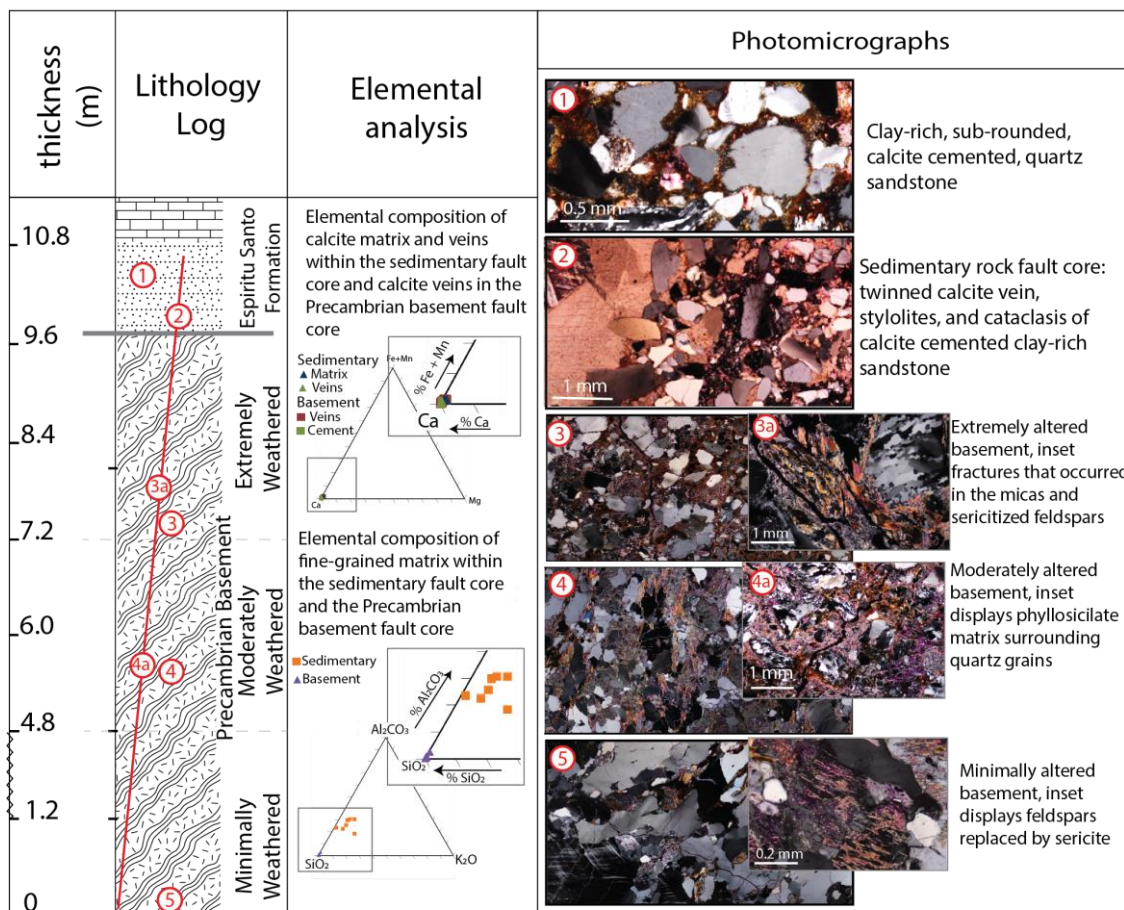 thickness
(m)
Lithology
Log
Elemental
analysis
Photomicrographs
10.8
9.6
8.4
7.2
6.0
4.8
1.2
0
1
2
3a
3
4a
4
5
Espiritu Santo
Formation
Precambrian Basement
Extremely
Weathered
Moderately
Weathered
Minimally
Weathered
Elemental composition of
calcite matrix and veins
within the sedimentary fault
core and calcite veins in the
Precambrian basement fault
core
Sedimentary
Matrix
Veins
Basement
Veins
Cement
Fe+Mn
% Fe + Mn
Ca
% Ca
Ca
Mg
Elemental composition of
fine-grained matrix within
the sedimentary fault core
and the Precambrian
basement fault core
Sedimentary
Basement
% Al₂CO₃
Al₂CO₃
SiO₂
% SiO₂
SiO₂
K₂O
1
0.5 mm
Clay-rich, sub-rounded,
calcite cemented, quartz
sandstone
2
1 mm
Sedimentary rock fault core:
twinned calcite vein,
stylolites, and cataclasis of
calcite cemented clay-rich
sandstone
3
3a
1 mm
Extremely altered
basement, inset
fractures that occurred
in the micas and
sericitized feldspars
4
4a
1 mm
Moderately altered
basement, inset
displays phyllosilicate
matrix surrounding
quartz grains
5
0.2 mm
Minimally altered
basement, inset
displays feldspars
replaced by sericite